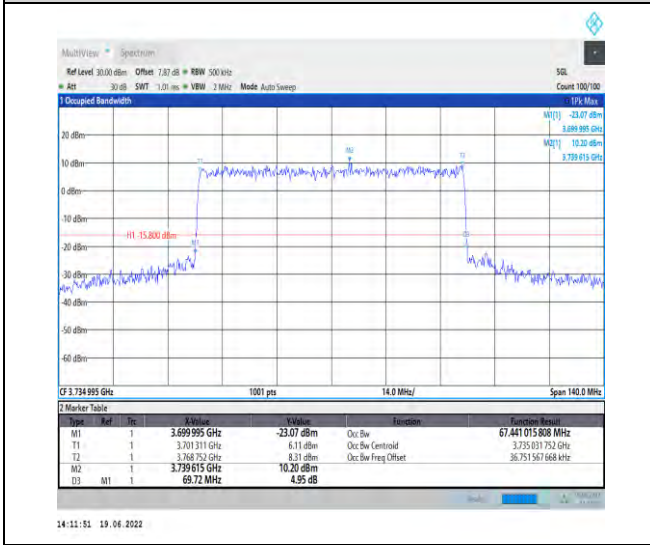 MultiView Spectrum
Ref Level 30.00 dBm Offset 7.87 dB RBW 500 kHz SGL
Att 30 dB SWT 1.01 ms VBW 2 MHz Mode Auto Sweep Count 100/100
1 Occupied Bandwidth 1Pk Max
M1[1] -23.07 dBm
3.699 995 GHz
M2[1] 10.20 dBm
3.739 615 GHz
20 dBm
M2
T1
T2
10 dBm
0 dBm
-10 dBm
H1 -15.800 dBm
M1
D3
-20 dBm
-30 dBm
-40 dBm
-50 dBm
-60 dBm
CF 3.734 995 GHz 1001 pts 14.0 MHz/ Span 140.0 MHz
2 Marker Table
Type Ref Trc X-Value Y-Value Function Function Result
M1 1 3.699 995 GHz -23.07 dBm Occ Bw 67.441 015 808 MHz
T1 1 3.701 311 GHz 6.11 dBm Occ Bw Centroid 3.735 031 752 GHz
T2 1 3.768 752 GHz 8.31 dBm Occ Bw Freq Offset 36.751 567 668 kHz
M2 1 3.739 615 GHz 10.20 dBm
D3 M1 1 69.72 MHz 4.95 dB
14:11:51 19.06.2022